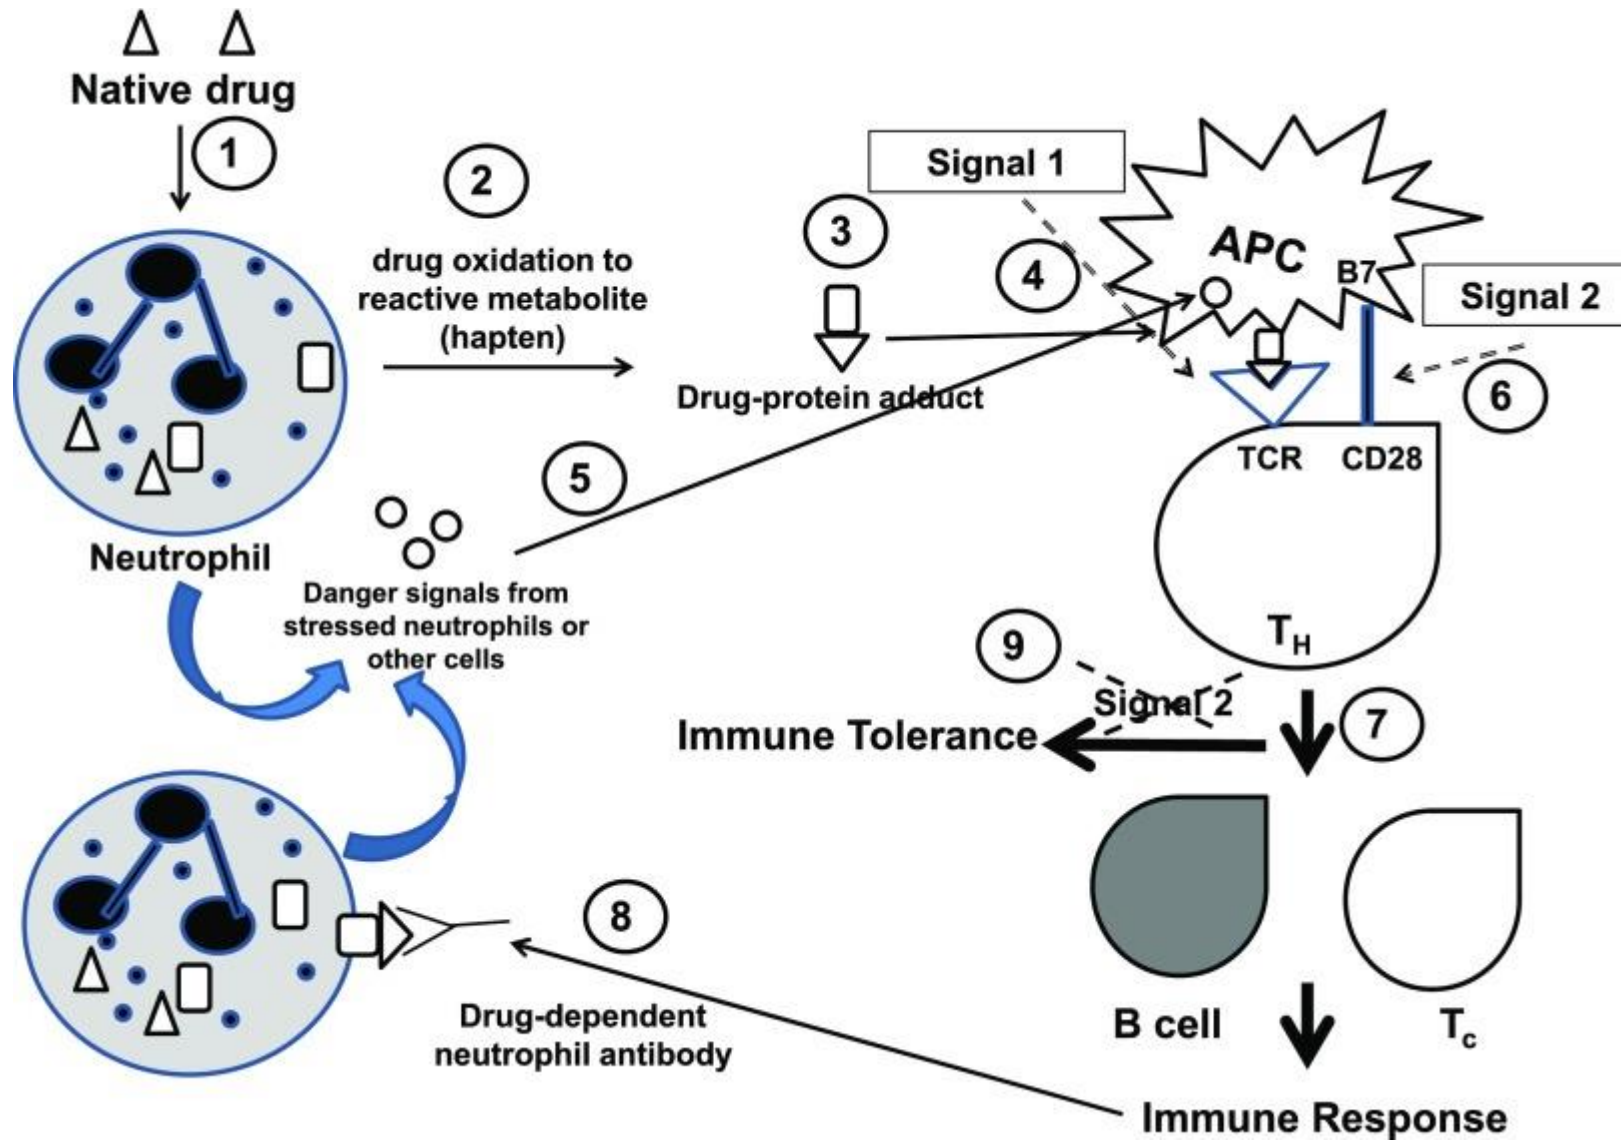 Native drug
1
2
drug oxidation to
reactive metabolite
(hapten)
3
Drug-protein adduct
Signal 1
4
APC
B7
Signal 2
6
TCR
CD28
5
Neutrophil
Danger signals from
stressed neutrophils or
other cells
T_H
9
Signal 2
Immune Tolerance
7
8
Drug-dependent
neutrophil antibody
B cell
T_c
Immune Response